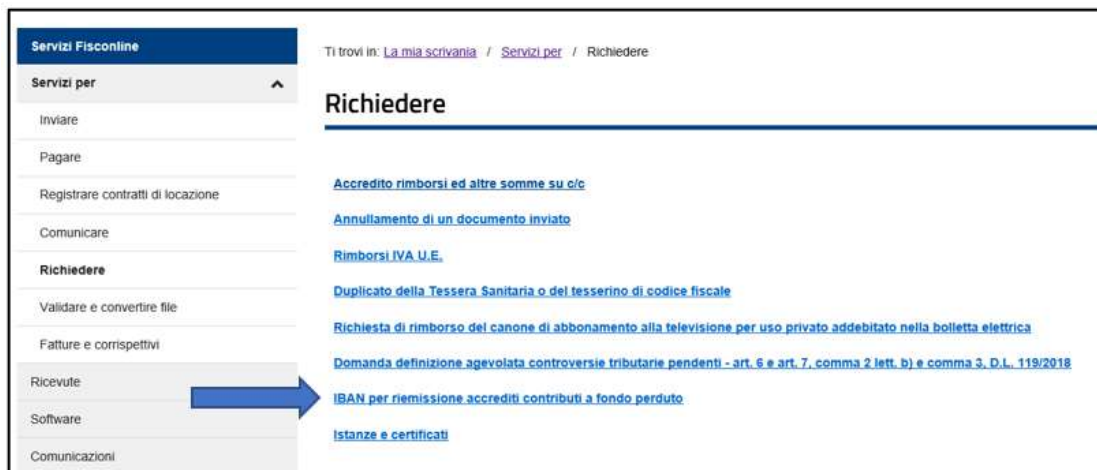 Servizi Fisconline
Servizi per
Inviare
Pagare
Registrare contratti di locazione
Comunicare
Richiedere
Validare e convertire file
Fatture e corrispettivi
Ricevute
Software
Comunicazioni
Ti trovi in: La mia scrivania / Servizi per / Richiedere
Richiedere
Accredito rimborsi ed altre somme su c/c
Annullamento di un documento inviato
Rimborsi IVA U.E.
Duplicato della Tessera Sanitaria o del tesserino di codice fiscale
Richiesta di rimborso del canone di abbonamento alla televisione per uso privato addebitato nella bolletta elettrica
Domanda definizione agevolata controversie tributarie pendenti - art. 6 e art. 7, comma 2 lett. b) e comma 3, D.L. 119/2018
IBAN per riemissione accrediti contributi a fondo perduto
Istanze e certificati